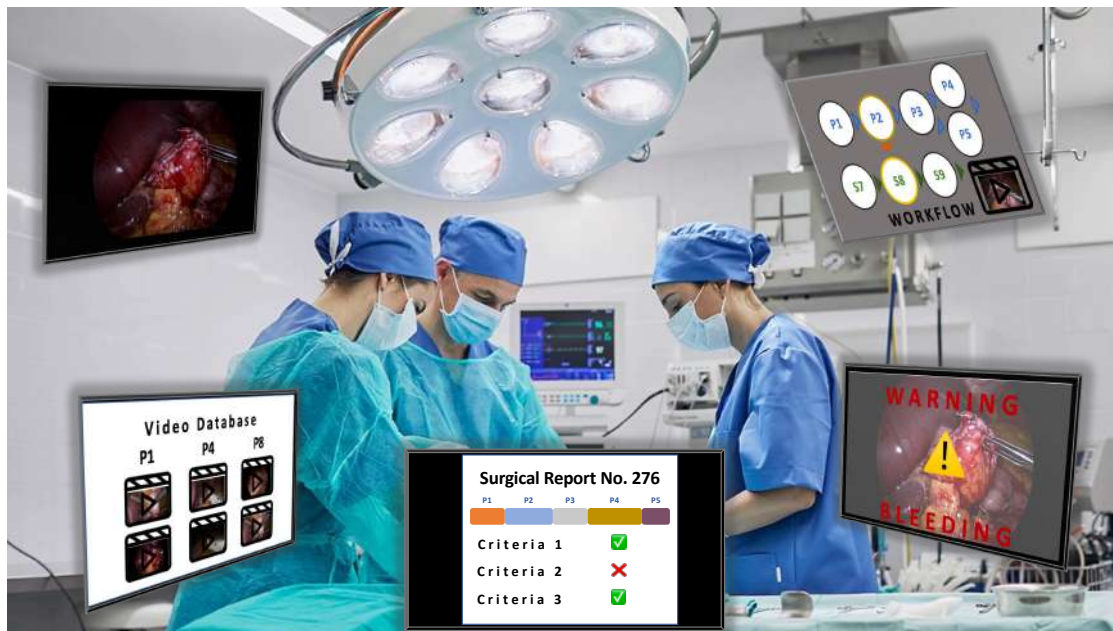 P1 P2 P3 P4
P5
S7 S8 S9
WORKFLOW
Video Database
P1 P4 P8
Surgical Report No. 276
P1 P2 P3 P4 P5
Criteria 1
Criteria 2
Criteria 3
WARNING
!
BLEEDING